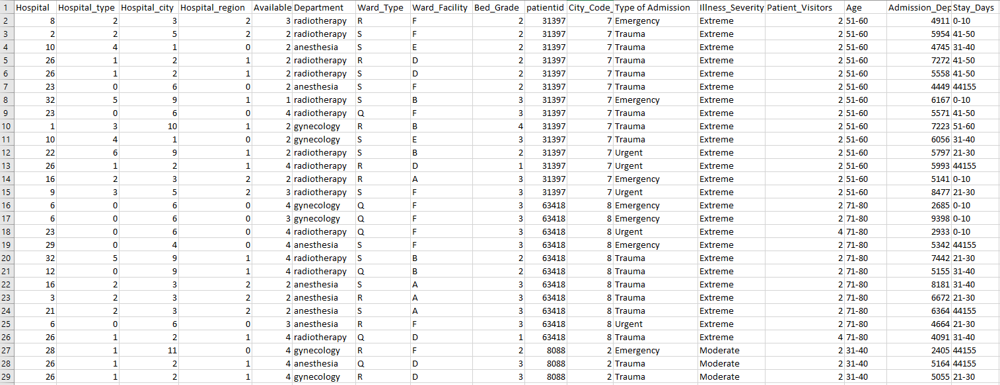 1 Hospital Hospital_type Hospital_city Hospital_region Available Department Ward_Type Ward_Facility Bed_Grade patientid City_Code_ Type of Admission Illness_Severity Patient_Visitors Age Admission_Dep Stay_Days
2 8 2 3 2 3 radiotherapy R F 2 31397 7 Emergency Extreme 2 51-60 4911 0-10
3 2 2 5 2 2 radiotherapy S F 2 31397 7 Trauma Extreme 2 51-60 5954 41-50
4 10 4 1 0 2 anesthesia S E 2 31397 7 Trauma Extreme 2 51-60 4745 31-40
5 26 1 2 1 2 radiotherapy R D 2 31397 7 Trauma Extreme 2 51-60 7272 41-50
6 26 1 2 1 2 radiotherapy S D 2 31397 7 Trauma Extreme 2 51-60 5558 41-50
7 23 0 6 0 2 anesthesia S F 2 31397 7 Trauma Extreme 2 51-60 4449 44155
8 32 5 9 1 1 radiotherapy S B 3 31397 7 Emergency Extreme 2 51-60 6167 0-10
9 23 0 6 0 4 radiotherapy Q F 3 31397 7 Trauma Extreme 2 51-60 5571 41-50
10 1 3 10 1 2 gynecology R B 4 31397 7 Trauma Extreme 2 51-60 7223 51-60
11 10 4 1 0 2 gynecology S E 3 31397 7 Trauma Extreme 2 51-60 6056 31-40
12 22 6 9 1 2 radiotherapy S B 2 31397 7 Urgent Extreme 2 51-60 5797 21-30
13 26 1 2 1 4 radiotherapy R D 1 31397 7 Urgent Extreme 2 51-60 5993 44155
14 16 2 3 2 2 radiotherapy R A 3 31397 7 Emergency Extreme 2 51-60 5141 0-10
15 9 3 5 2 3 radiotherapy S F 3 31397 7 Urgent Extreme 2 51-60 8477 21-30
16 6 0 6 0 4 gynecology Q F 3 63418 8 Emergency Extreme 2 71-80 2685 0-10
17 6 0 6 0 3 gynecology Q F 3 63418 8 Emergency Extreme 2 71-80 9398 0-10
18 23 0 6 0 4 radiotherapy Q F 3 63418 8 Urgent Extreme 4 71-80 2933 0-10
19 29 0 4 0 4 anesthesia S F 3 63418 8 Emergency Extreme 2 71-80 5342 44155
20 32 5 9 1 4 radiotherapy S B 2 63418 8 Trauma Extreme 2 71-80 7442 21-30
21 12 0 9 1 4 radiotherapy Q B 2 63418 8 Trauma Extreme 2 71-80 5155 31-40
22 16 2 3 2 2 anesthesia S A 3 63418 8 Trauma Extreme 2 71-80 8181 31-40
23 3 2 3 2 2 anesthesia R A 3 63418 8 Trauma Extreme 2 71-80 6672 21-30
24 21 2 3 2 2 anesthesia S A 3 63418 8 Trauma Extreme 2 71-80 6364 44155
25 6 0 6 0 3 anesthesia R F 3 63418 8 Urgent Extreme 2 71-80 4664 21-30
26 26 1 2 1 4 radiotherapy Q D 1 63418 8 Trauma Extreme 4 71-80 4091 31-40
27 28 1 11 0 4 gynecology R F 2 8088 2 Emergency Moderate 2 31-40 2405 44155
28 26 1 2 1 4 anesthesia Q D 3 8088 2 Trauma Moderate 2 31-40 5164 44155
29 26 1 2 1 4 gynecology R D 3 8088 2 Trauma Moderate 2 31-40 5055 21-30